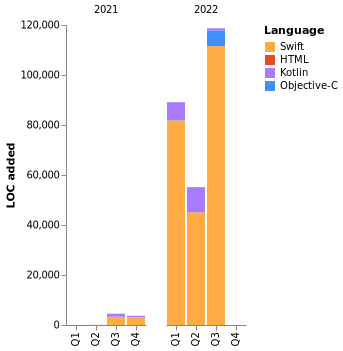 2021 2022
Language
Swift
HTML
Kotlin
Objective-C
LOC added
120,000
100,000
80,000
60,000
40,000
20,000
0
Q1 Q2 Q3 Q4 Q1 Q2 Q3 Q4